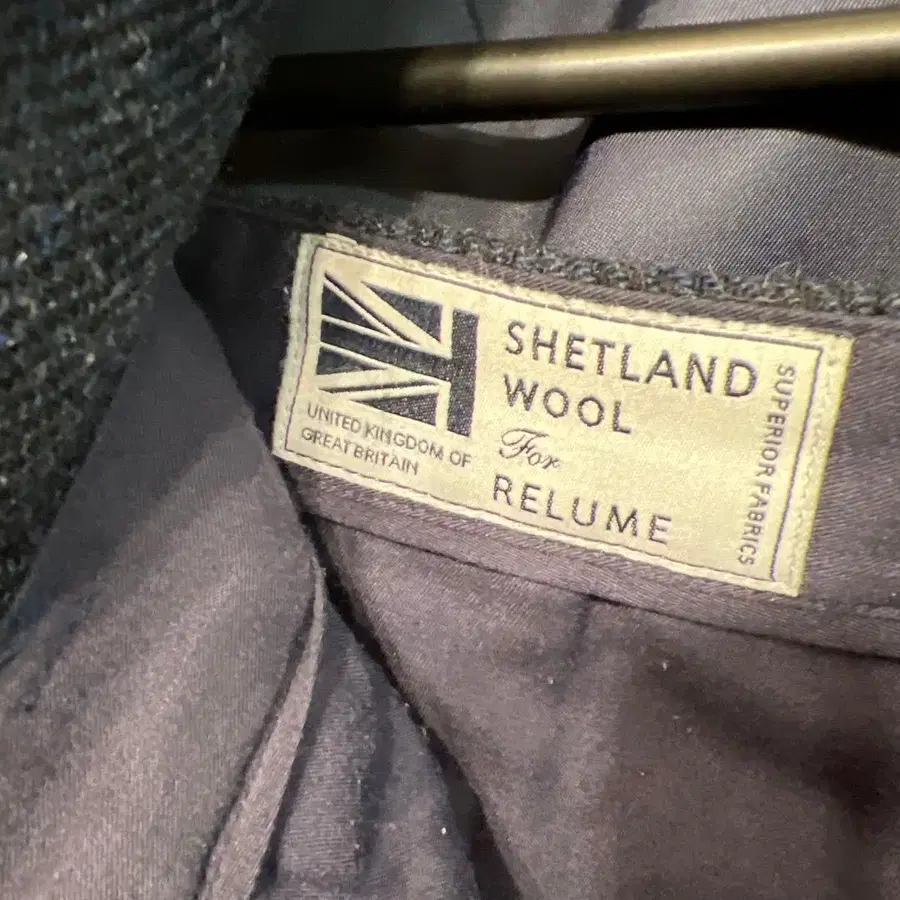 SHETLAND
WOOL
For
RELUME
UNITED KINGDOM OF
GREAT BRITAIN
SUPERIOR FABRICS